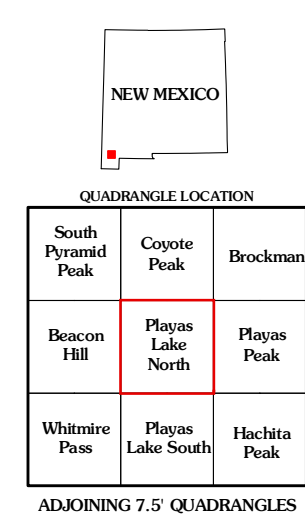 NEW MEXICO
QUADRANGLE LOCATION
South
Pyramid
Peak
Coyote
Peak
Brockman
Beacon
Hill
Playas
Lake
North
Playas
Peak
Whitmire
Pass
Playas
Lake South
Hachita
Peak
ADJOINING 7.5' QUADRANGLES